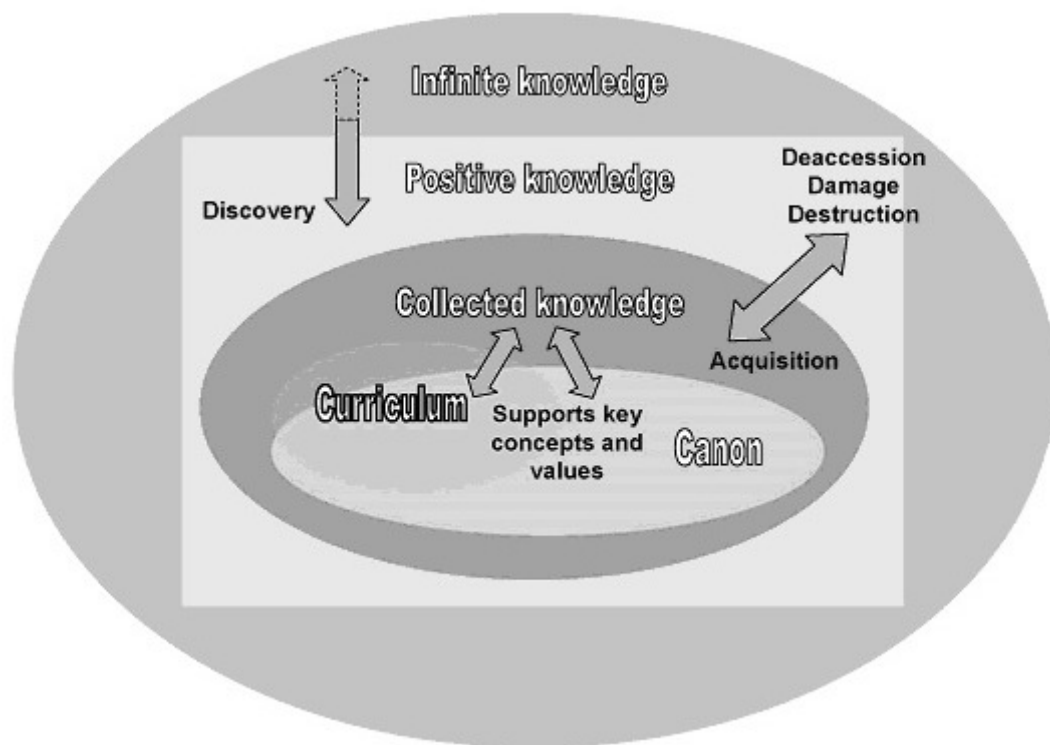 Infinite knowledge
Positive knowledge
Deaccession
Damage
Destruction
Discovery
Collected knowledge
Acquisition
Curriculum
Supports key
concepts and
values
Canon